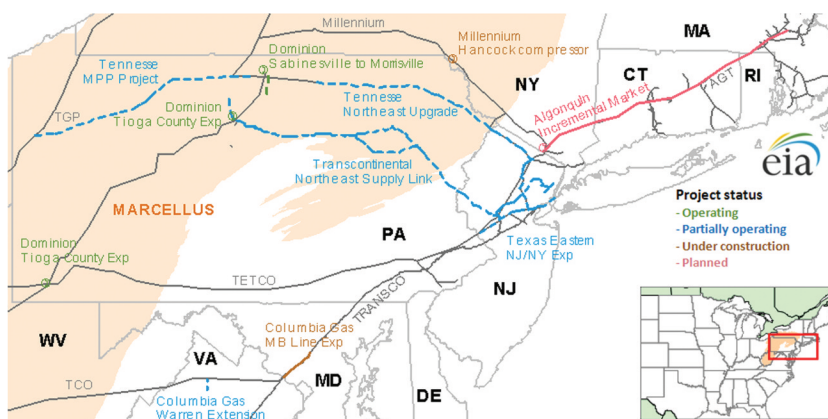 Millennium
Millennium
Hancock compressor
MA
Dominion
Sabinesville to Morrisville
Tennessee
MPP Project
NY
CT
RI
AGT
TGP
Dominion
Tioga County Exp
Tennessee
Northeast Upgrade
Algonquin
Incremental Market
Transcontinental
Northeast Supply Link
eia
Project status
- Operating
- Partially operating
- Under construction
- Planned
MARCELLUS
PA
Dominion
Tioga County Exp
Texas Eastern
NJ/NY Exp
TETCO
TRANSCO
NJ
WV
VA
Columbia Gas
MB Line Exp
MD
DE
TCO
Columbia Gas
Warren Extension